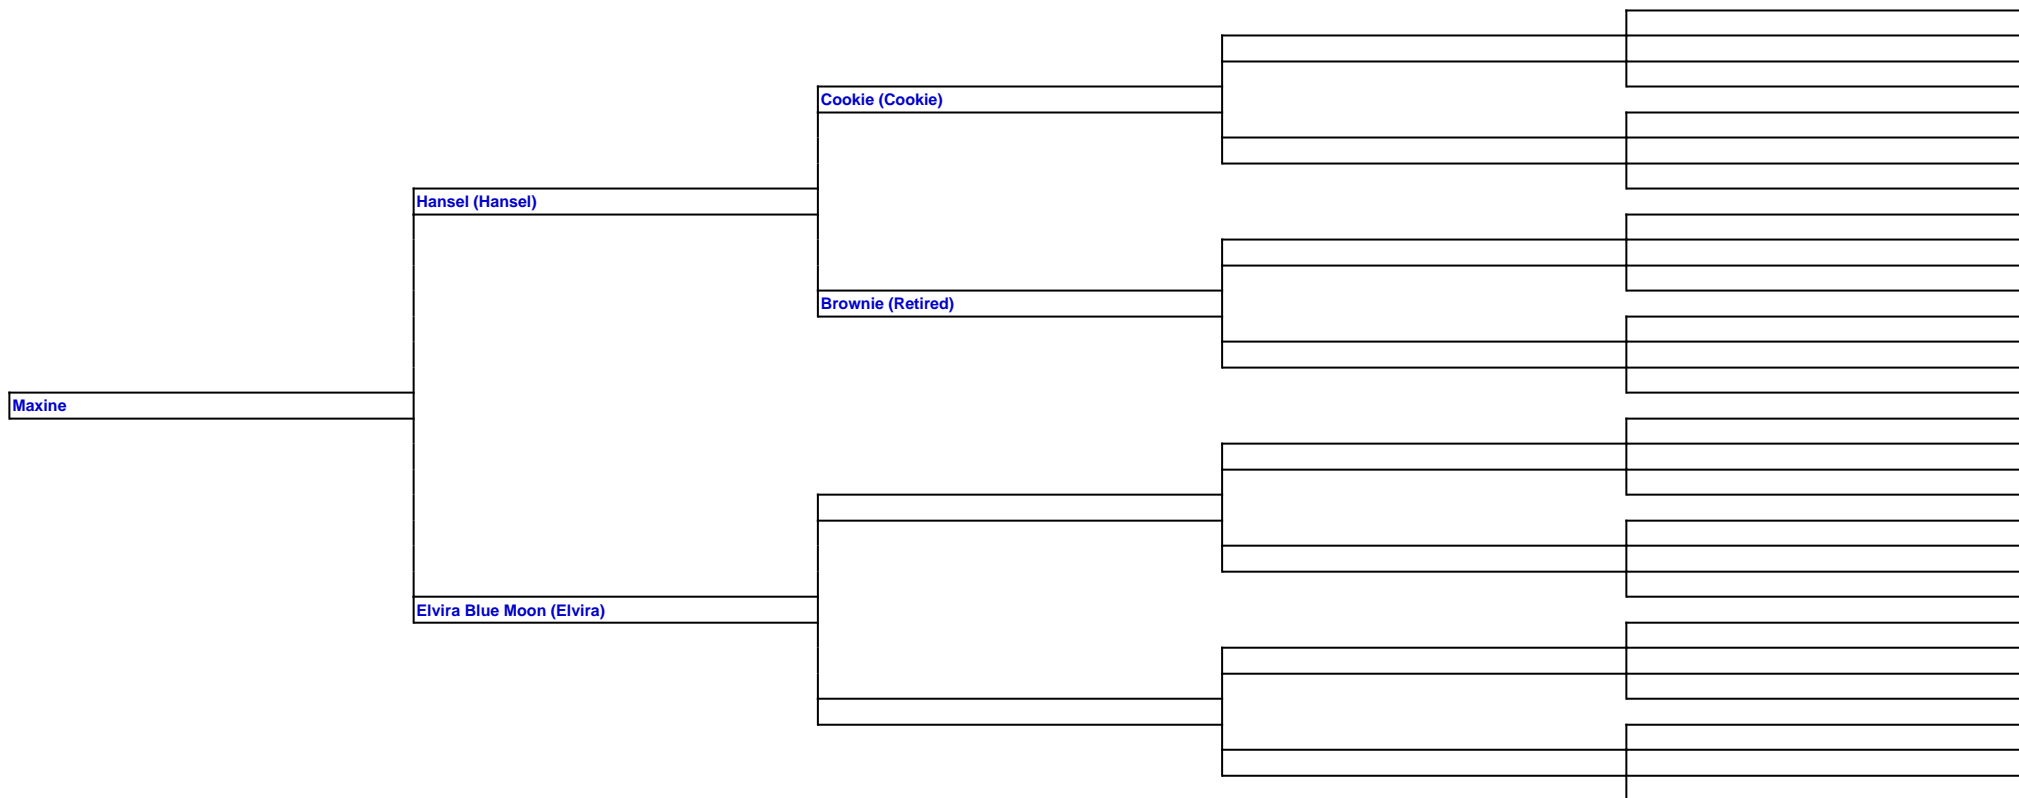 Cookie (Cookie)
Hansel (Hansel)
Brownie (Retired)
Maxine
Elvira Blue Moon (Elvira)